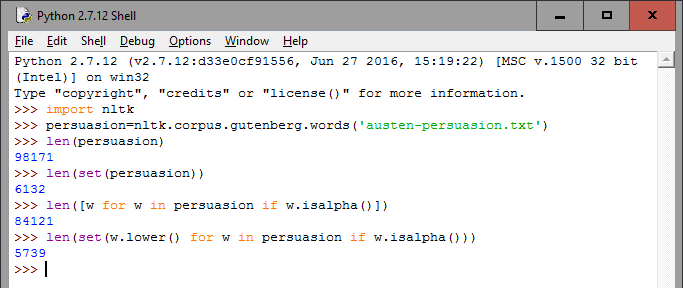 Python 2.7.12 Shell
File Edit Shell Debug Options Window Help
Python 2.7.12 (v2.7.12:d33e0cf91556, Jun 27 2016, 15:19:22) [MSC v.1500 32 bit
(Intel)] on win32
Type "copyright", "credits" or "license()" for more information.
>>> import nltk
>>> persuasion=nltk.corpus.gutenberg.words('austen-persuasion.txt')
>>> len(persuasion)
98171
>>> len(set(persuasion))
6132
>>> len([w for w in persuasion if w.isalpha()])
84121
>>> len(set(w.lower() for w in persuasion if w.isalpha()))
5739
>>>